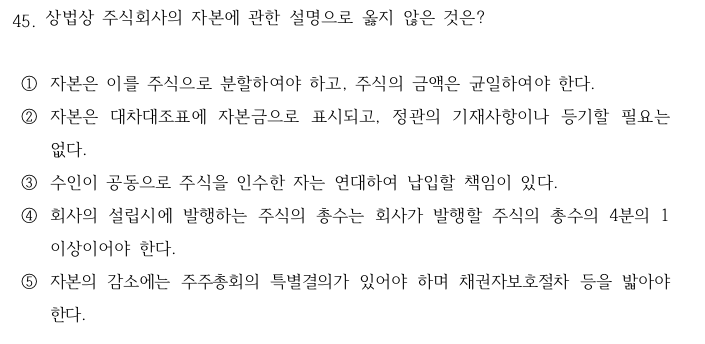 45. 상법상 주식회사의 자본에 관한 설명으로 옳지 않은 것은?
① 자본은 이를 주식으로 분할하여야 하고, 주식의 금액은 균일하여야 한다.
② 자본은 대차대조표에 자본금으로 표시되고, 정관의 기재사항이나 등기할 필요는
없다.
③ 수인이 공동으로 주식을 인수한 자는 연대하여 납입할 책임이 있다.
④ 회사의 설립시에 발행하는 주식의 총수는 회사가 발행할 주식의 총수의 4분의 1
이상이어야 한다.
⑤ 자본의 감소에는 주주총회의 특별결의가 있어야 하며 채권자보호절차 등을 밟아야
한다.